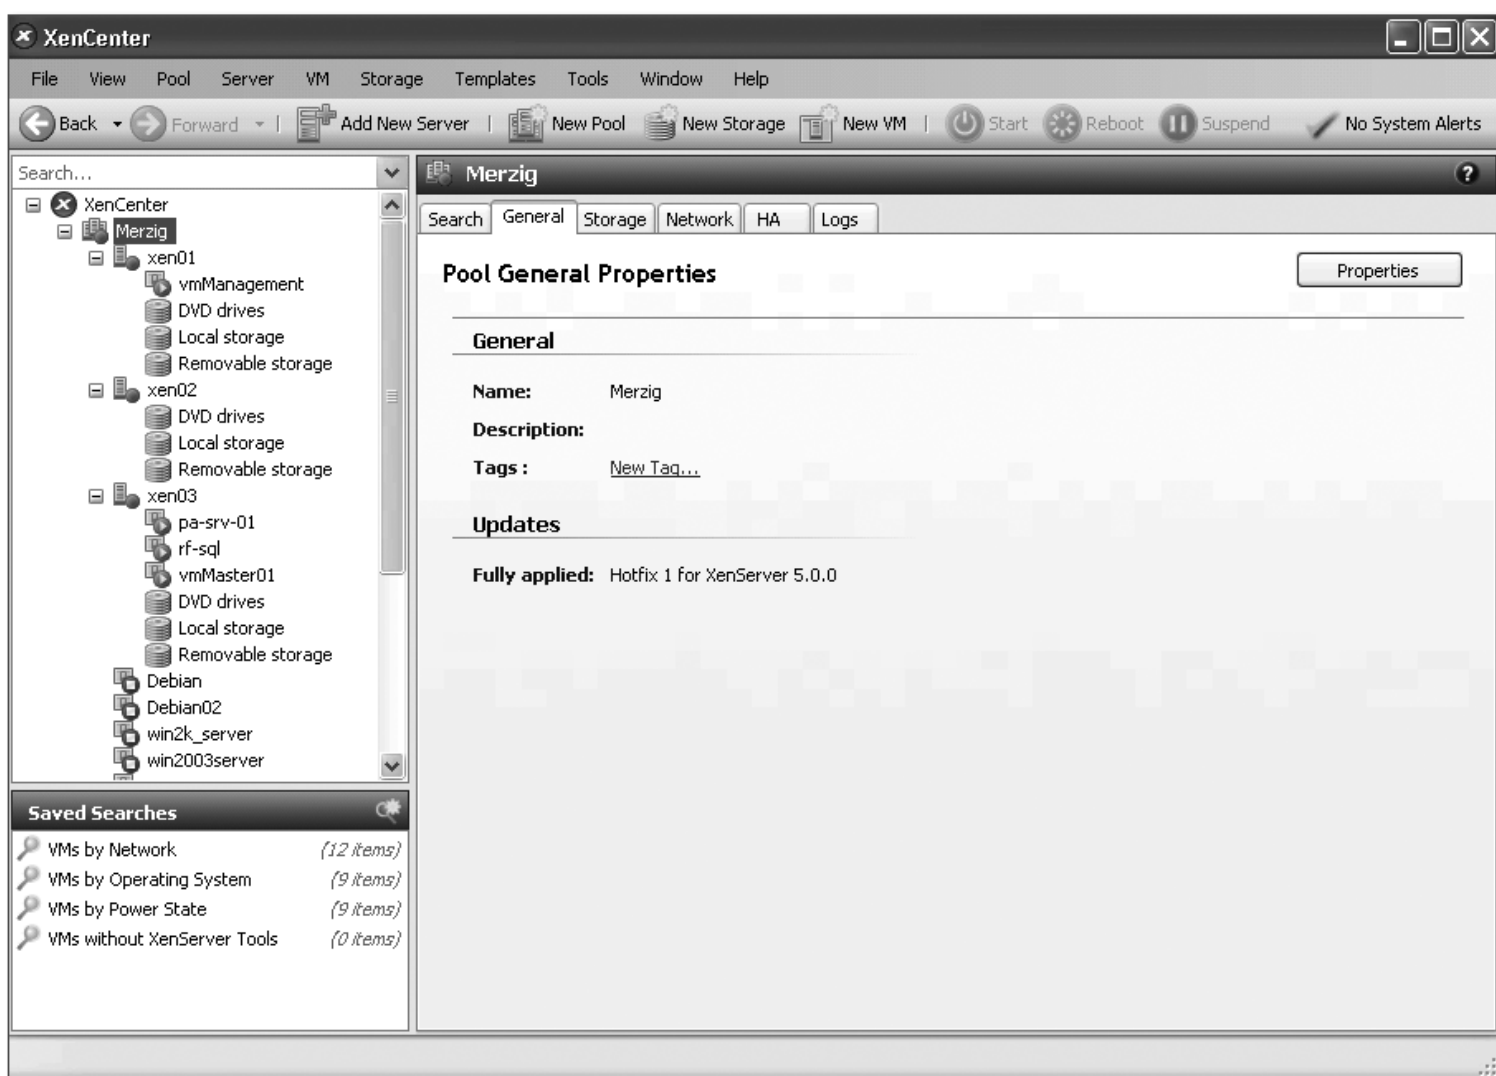 XenCenter
File View Pool Server VM Storage Templates Tools Window Help
Back Forward Add New Server New Pool New Storage New VM Start Reboot Suspend No System Alerts
Search...
XenCenter
Merzig
xen01
vmManagement
DVD drives
Local storage
Removable storage
xen02
DVD drives
Local storage
Removable storage
xen03
pa-srv-01
rf-sql
vmMaster01
DVD drives
Local storage
Removable storage
Debian
Debian02
win2k_server
win2003server
Saved Searches
VMs by Network (12 items)
VMs by Operating System (9 items)
VMs by Power State (9 items)
VMs without XenServer Tools (0 items)
Merzig ?
Search General Storage Network HA Logs
Pool General Properties Properties
General
Name: Merzig
Description:
Tags : New Tag...
Updates
Fully applied: Hotfix 1 for XenServer 5.0.0